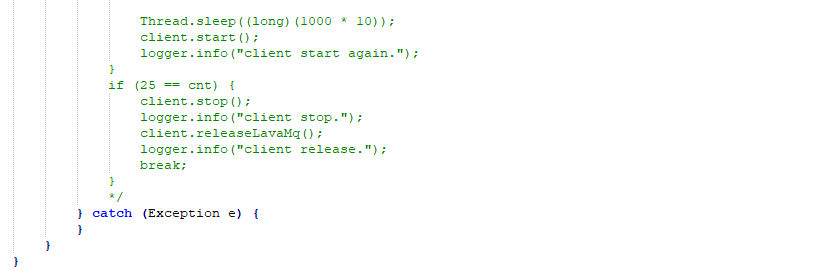 Thread.sleep((long)(1000 * 10));
client.start();
logger.info("client start again.");
}
if (25 == cnt) {
client.stop();
logger.info("client stop.");
client.releaseLavaMq();
logger.info("client release.");
break;
}
*/
} catch (Exception e) {
}
}
}